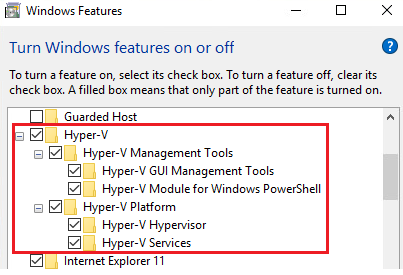 Windows Features
Turn Windows features on or off
?
To turn a feature on, select its check box. To turn a feature off, clear its
check box. A filled box means that only part of the feature is turned on.
Guarded Host
Hyper-V
Hyper-V Management Tools
Hyper-V GUI Management Tools
Hyper-V Module for Windows PowerShell
Hyper-V Platform
Hyper-V Hypervisor
Hyper-V Services
Internet Explorer 11